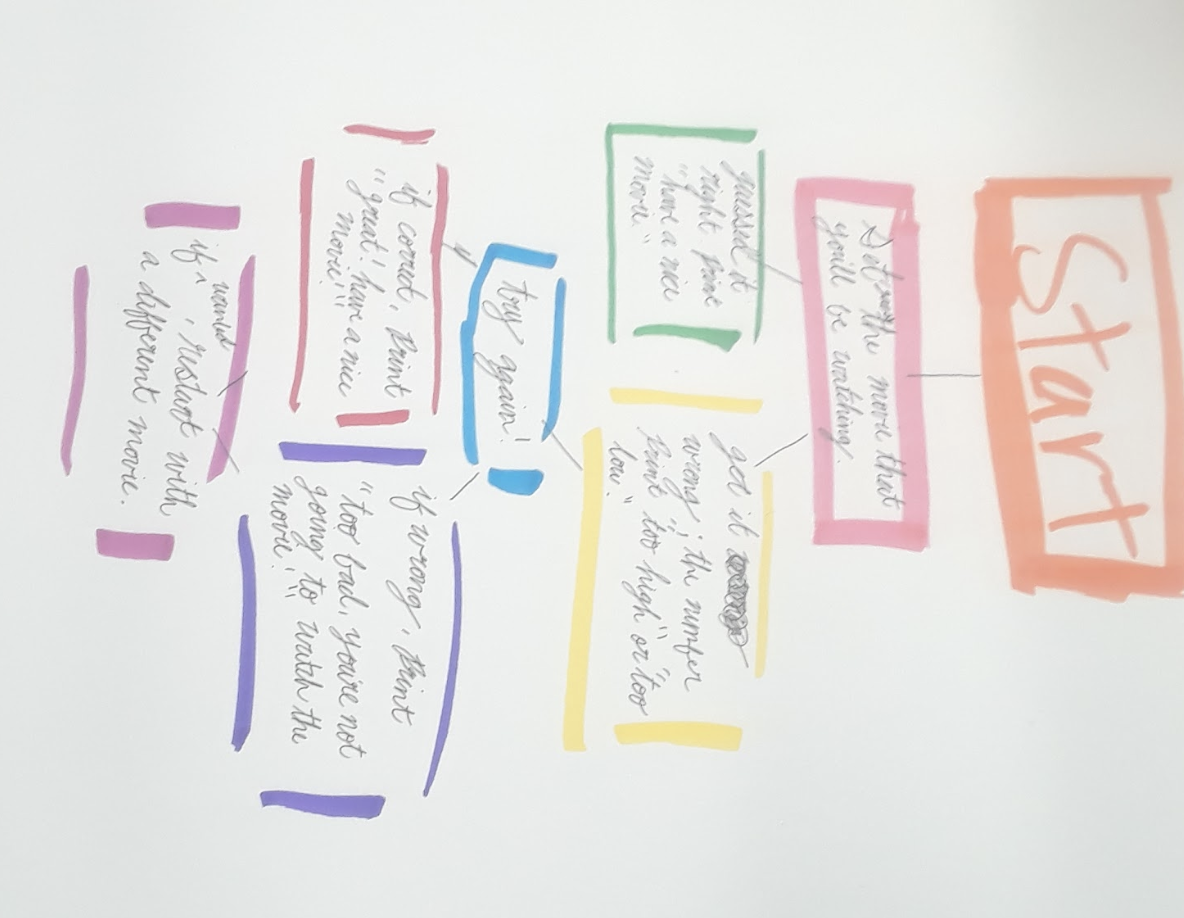 Start
the movie that
you'll be watching.
guessed it
right print
"have a nice
movie."
got it
wrong; the number
print "too high" or "too
low."
try again!
if correct, print
"great! have a nice
movie!"
if wrong, print
"too bad, you're not
going to watch the
movie!"
if wanted
, restart with
a different movie.